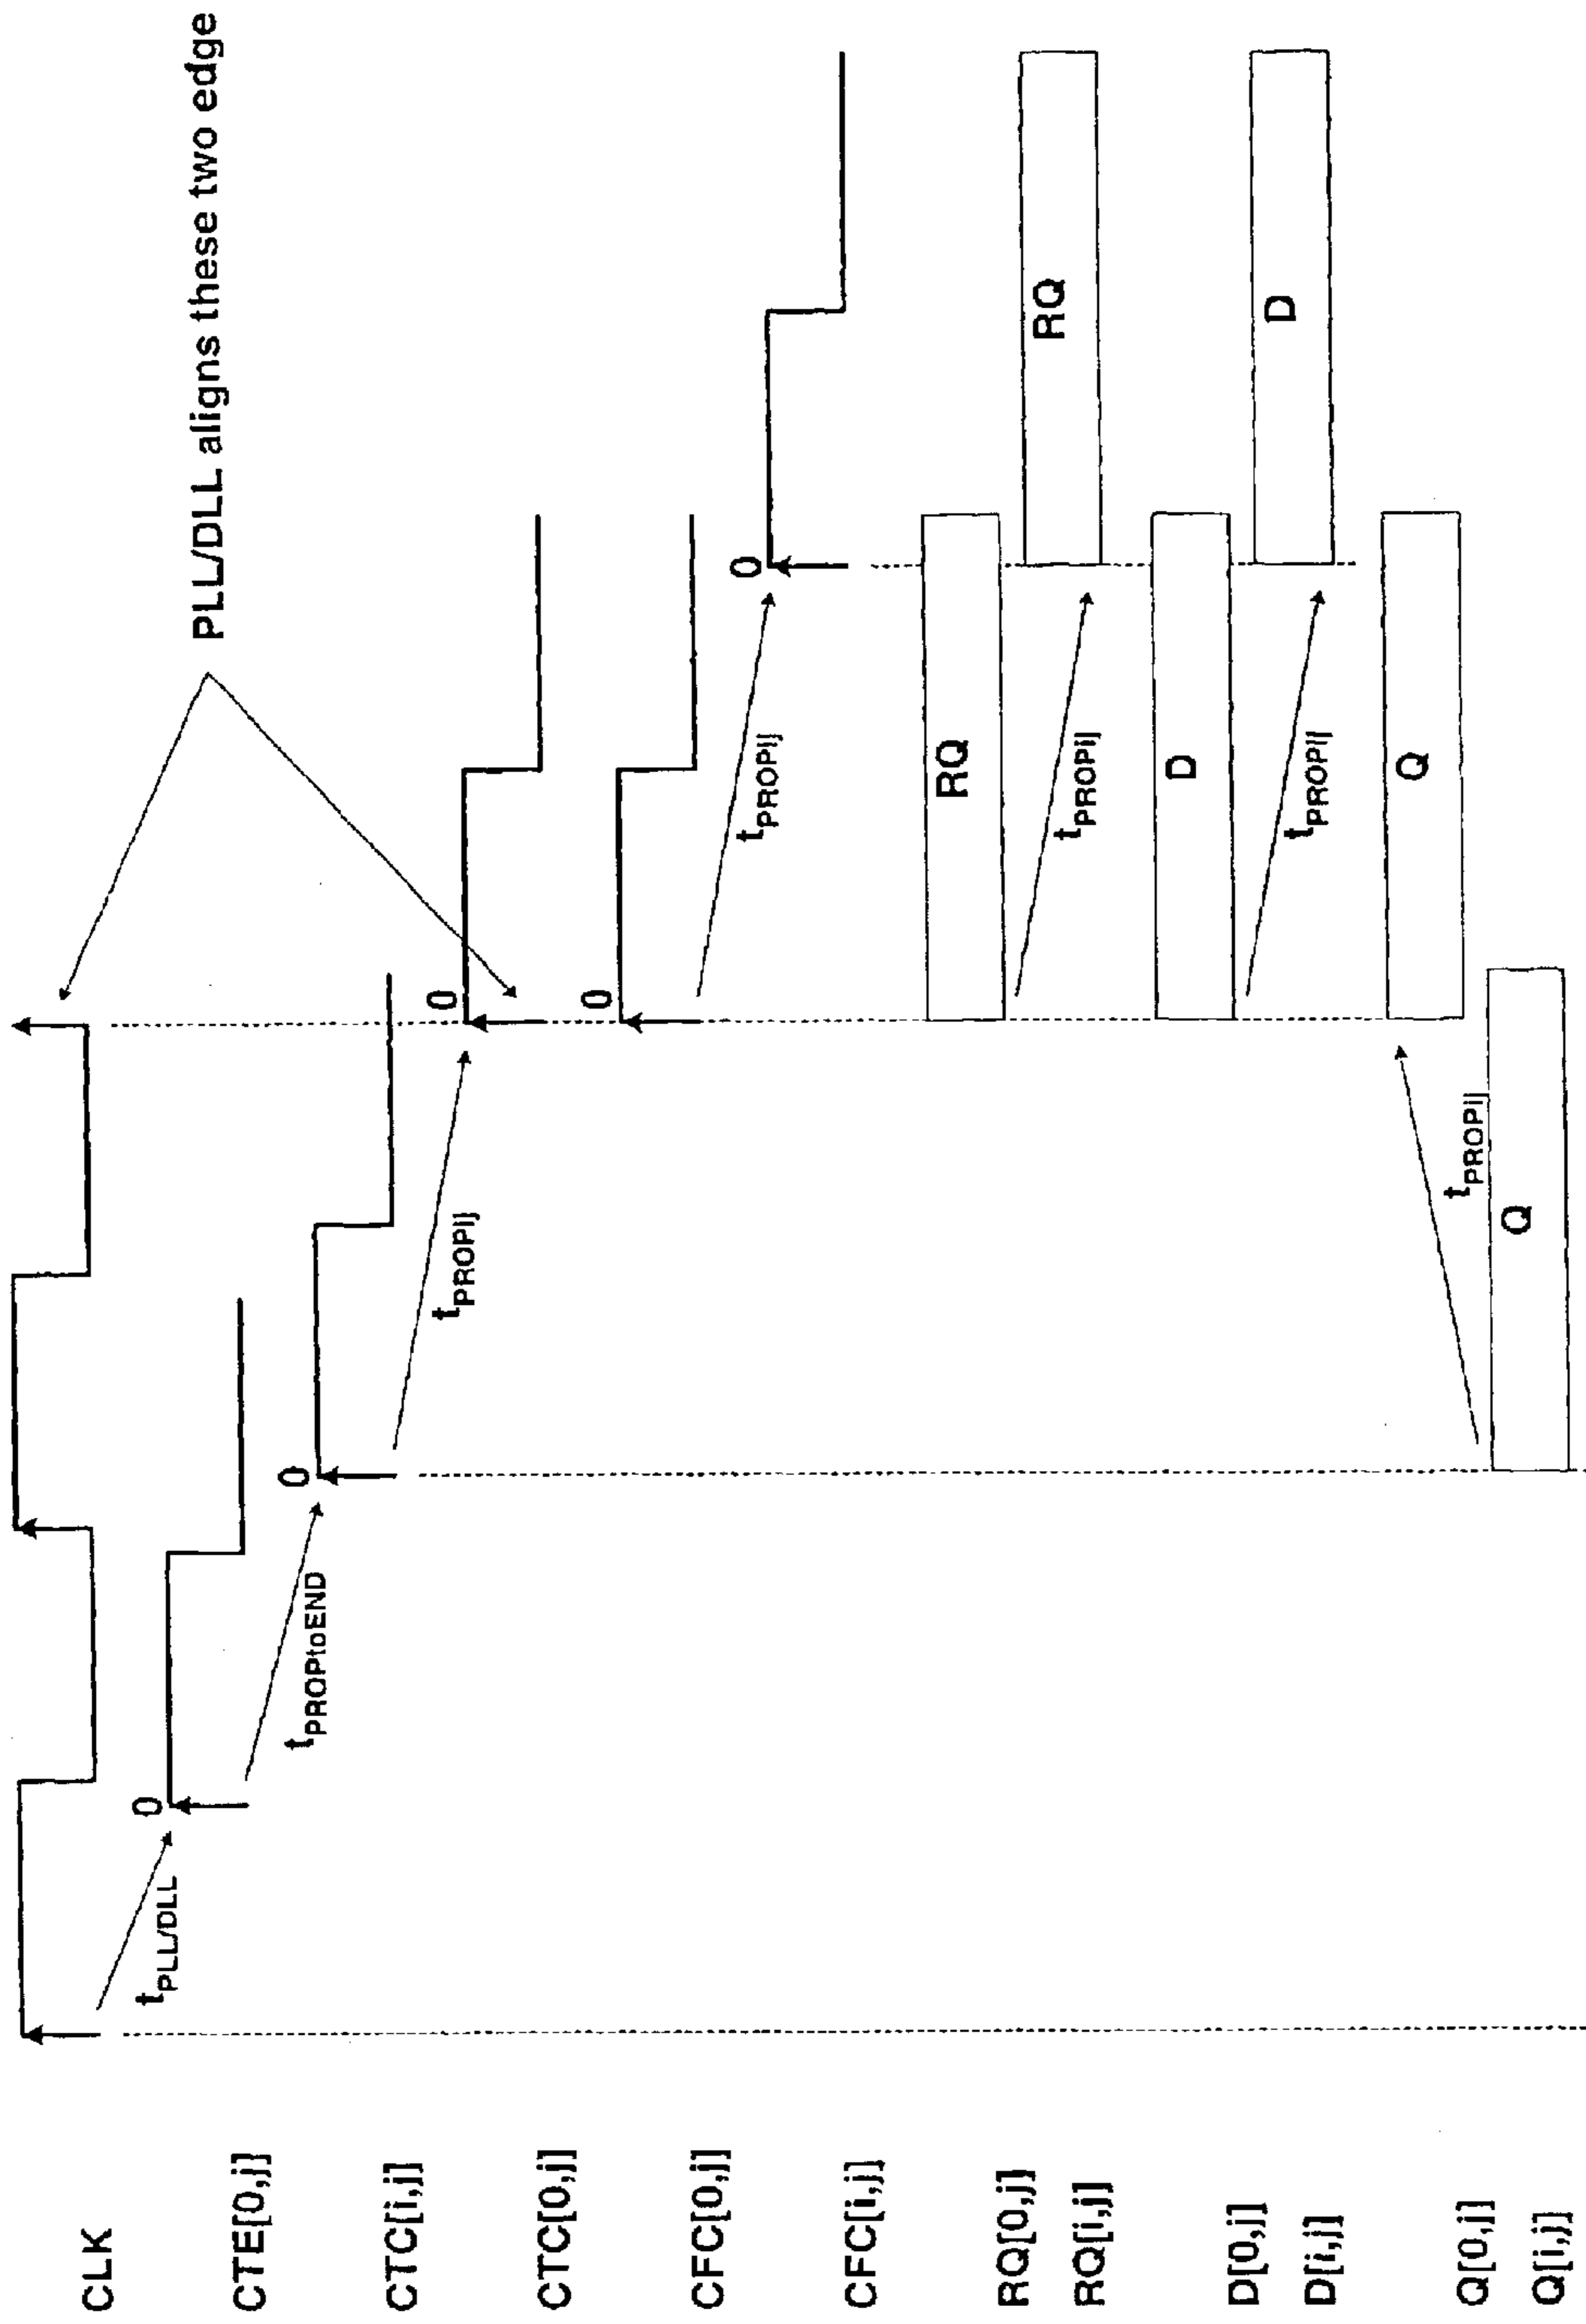 PLL/DLL aligns these two edge
CLK
tPLL/DLL
0
CTE[0,j]
tPROPtoEND
0
CTC[i,j]
tPROPij
0
CTC[0,j]
0
CFC[0,j]
tPROPij
0
CFC[i,j]
RQ[0,j]
RQ
tPROPij
RQ[i,j]
RQ
D[0,j]
D
tPROPij
D[i,j]
D
Q[0,j]
Q
tPROPij
Q[i,j]
Q